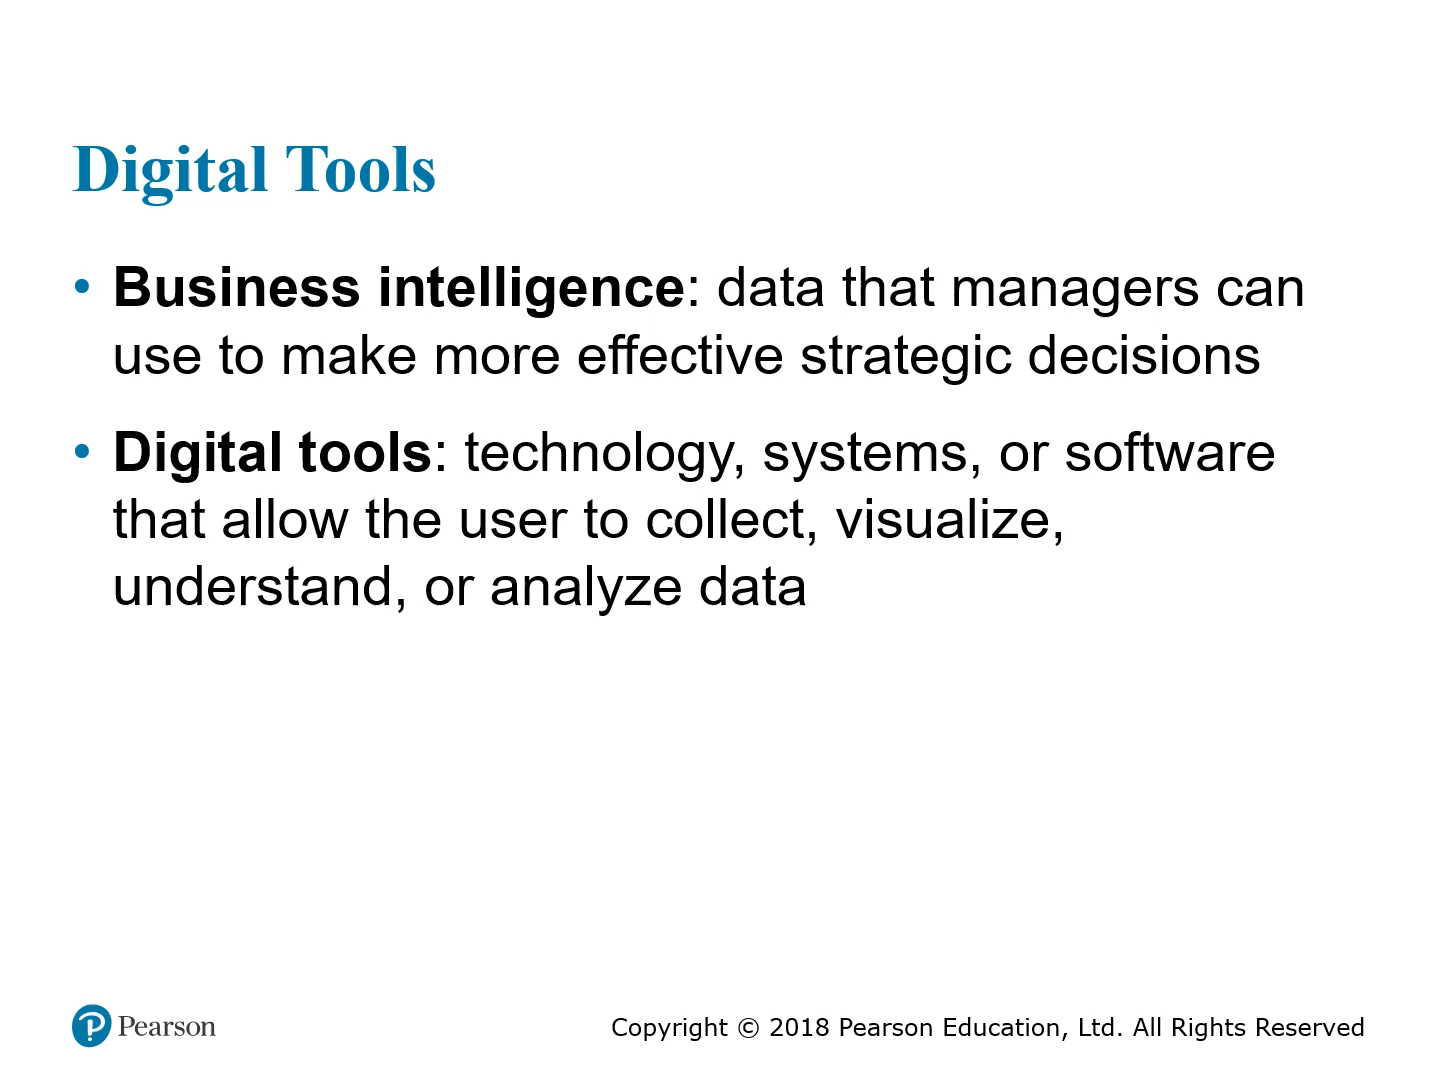 Digital Tools
• Business intelligence: data that managers can
use to make more effective strategic decisions
• Digital tools: technology, systems, or software
that allow the user to collect, visualize,
understand, or analyze data
Pearson
Copyright © 2018 Pearson Education, Ltd. All Rights Reserved